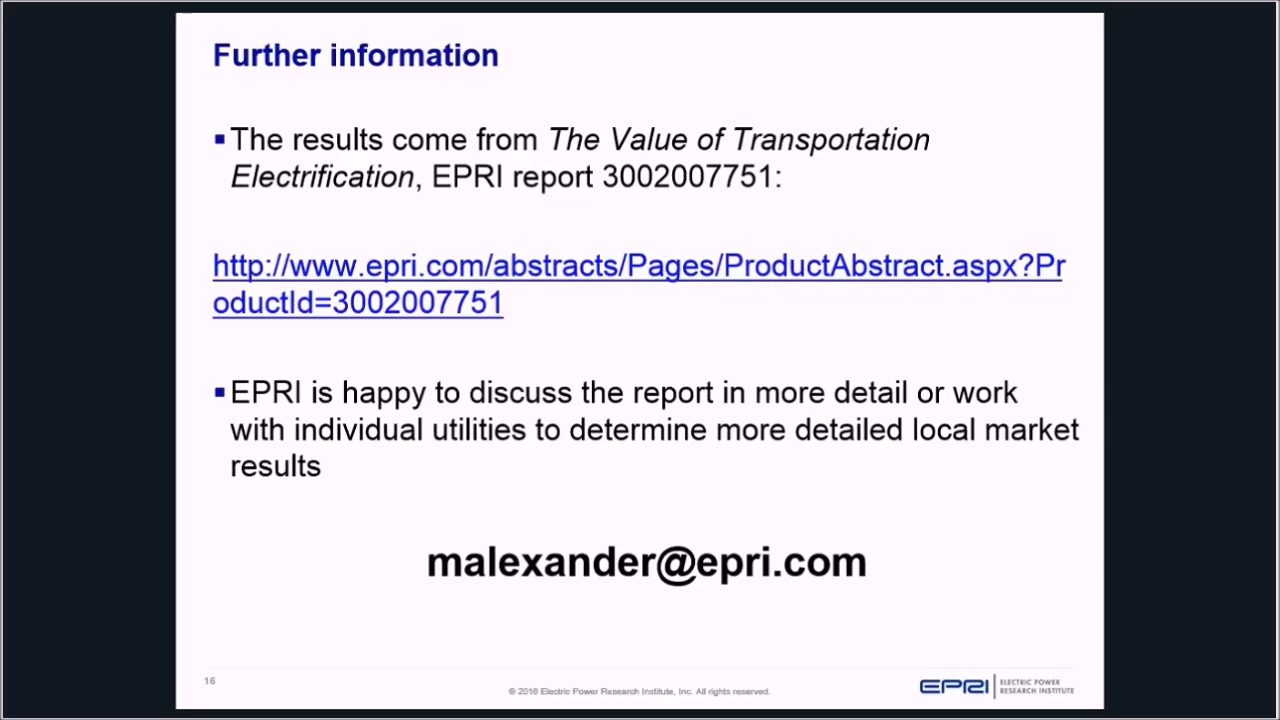 Further information
▪The results come from The Value of Transportation
Electrification, EPRI report 3002007751:
http://www.epri.com/abstracts/Pages/ProductAbstract.aspx?Pr
oductId=3002007751
▪EPRI is happy to discuss the report in more detail or work
with individual utilities to determine more detailed local market
results
malexander@epri.com
16
© 2016 Electric Power Research Institute, Inc. All rights reserved.
EPRI
ELECTRIC POWER
RESEARCH INSTITUTE